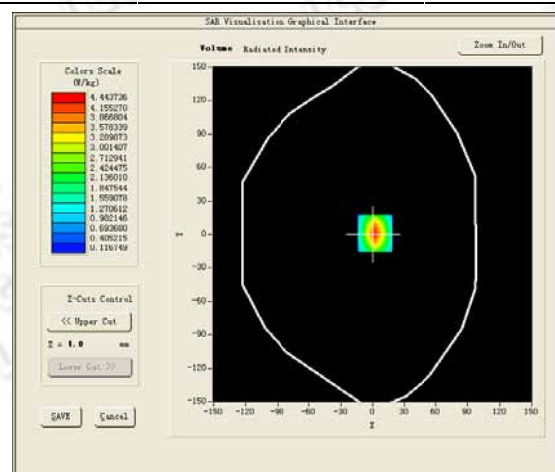 SAR Visualisation Graphical Interface
Volume Radiated Intensity
Zoom In/Out
Colors Scale
(W/kg)
4.443736
4.155270
3.866804
3.578339
3.289873
3.001407
2.712941
2.424475
2.136010
1.847544
1.559078
1.270612
0.982146
0.693680
0.405215
0.116749
Z-Cuts Control
<< Upper Cut
Z = 4.0 mm
Lower Cut >>
SAVE Cancel
150
120
90
60
30
Y 0
-30
-60
-90
-120
-150
-150 -120 -90 -60 -30 0 30 60 90 120 150
X